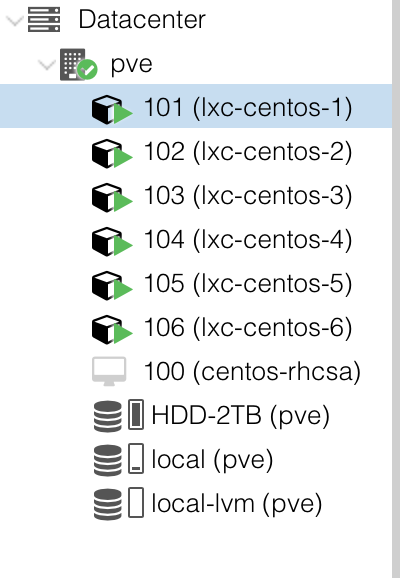 Datacenter
pve
101 (lxc-centos-1)
102 (lxc-centos-2)
103 (lxc-centos-3)
104 (lxc-centos-4)
105 (lxc-centos-5)
106 (lxc-centos-6)
100 (centos-rhcsa)
HDD-2TB (pve)
local (pve)
local-lvm (pve)